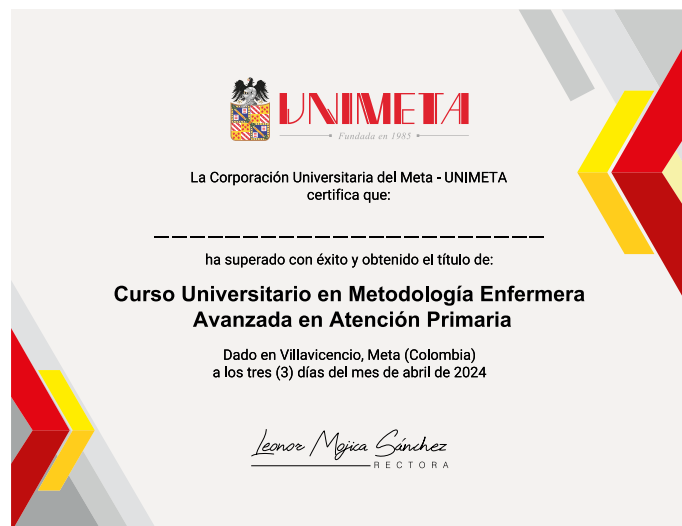 UNIMETA
Fundada en 1985
La Corporación Universitaria del Meta - UNIMETA
certifica que:
ha superado con éxito y obtenido el título de:
Curso Universitario en Metodología Enfermera
Avanzada en Atención Primaria
Dado en Villavicencio, Meta (Colombia)
a los tres (3) días del mes de abril de 2024
Leonor Mojica Sánchez
RECTORA